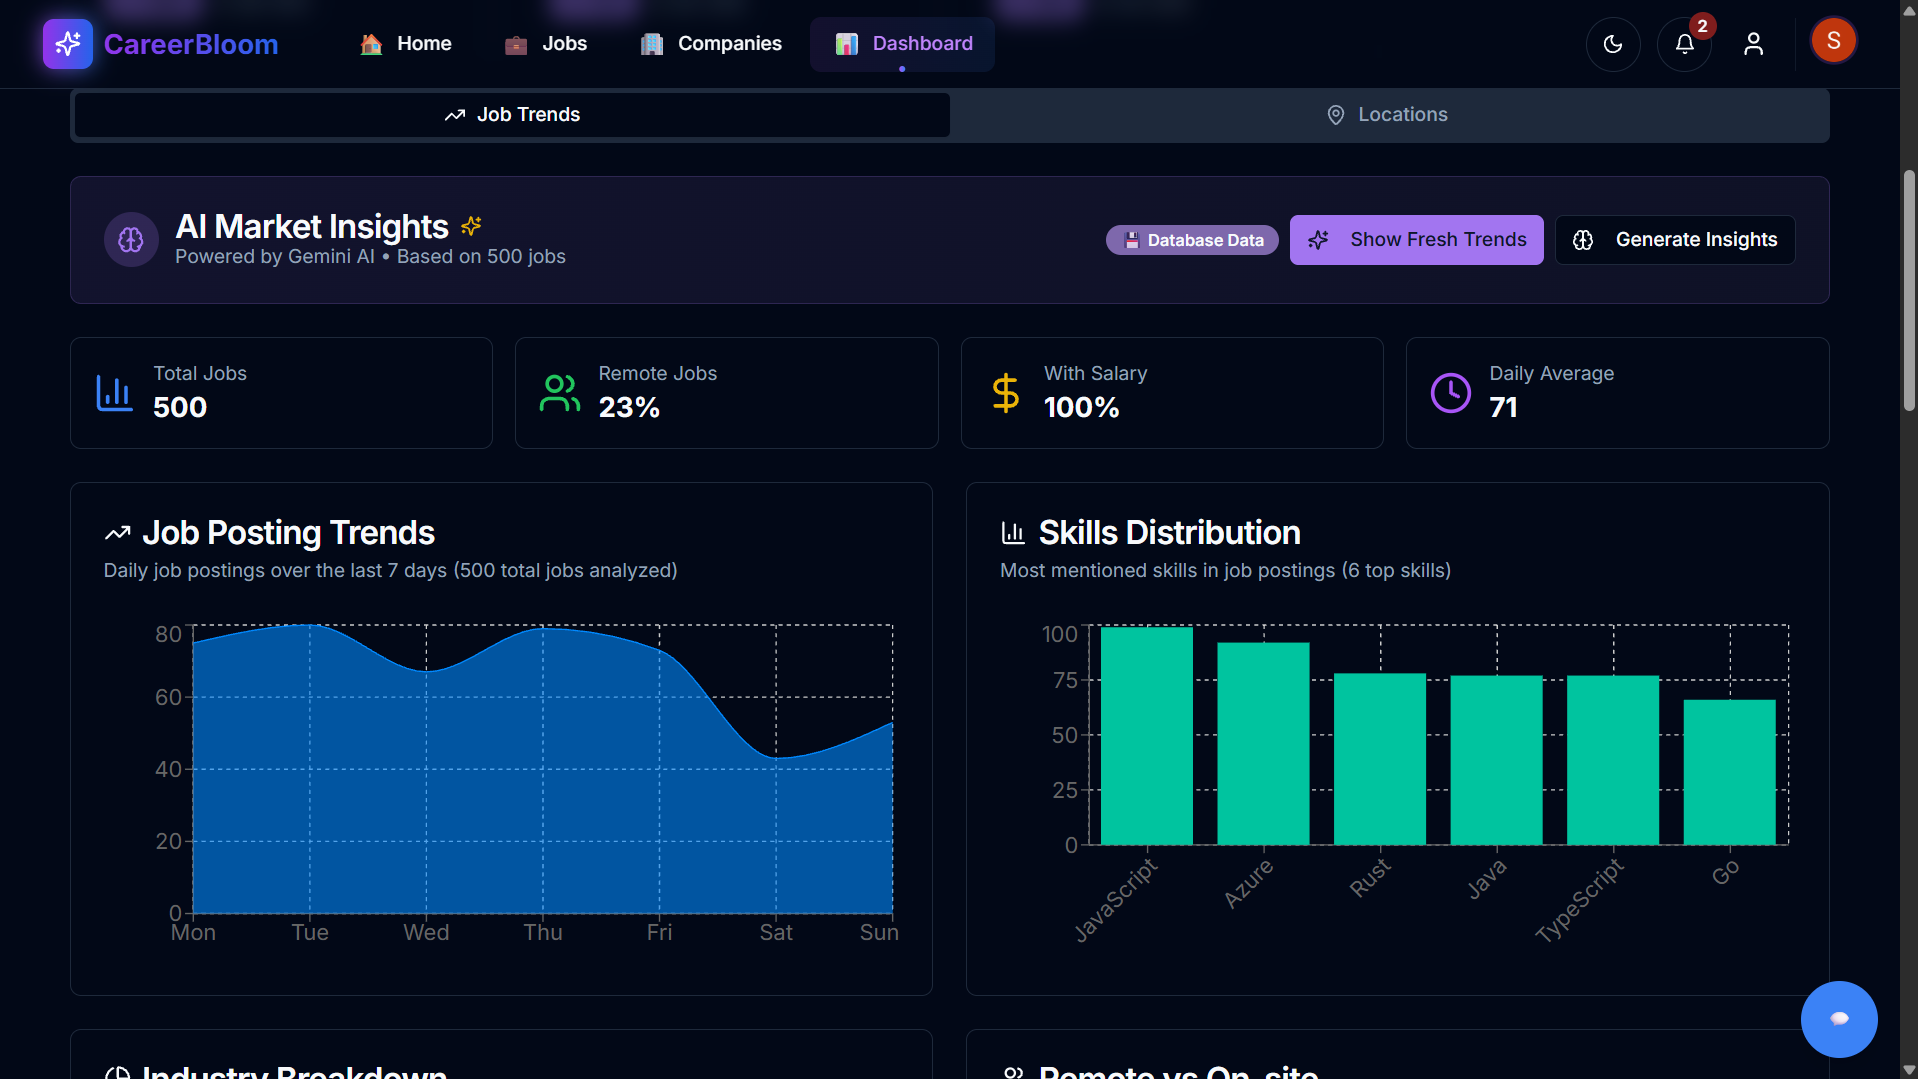 CareerBloom
Home
Jobs
Companies
Dashboard
2
S
Job Trends
Locations
AI Market Insights
Powered by Gemini AI • Based on 500 jobs
Database Data
Show Fresh Trends
Generate Insights
Total Jobs
500
Remote Jobs
23%
With Salary
100%
Daily Average
71
Job Posting Trends
Daily job postings over the last 7 days (500 total jobs analyzed)
80
60
40
20
0
Mon Tue Wed Thu Fri Sat Sun
Skills Distribution
Most mentioned skills in job postings (6 top skills)
100
75
50
25
0
JavaScript Azure Rust Java TypeScript Go
Industry Breakdown
Remote vs On-site